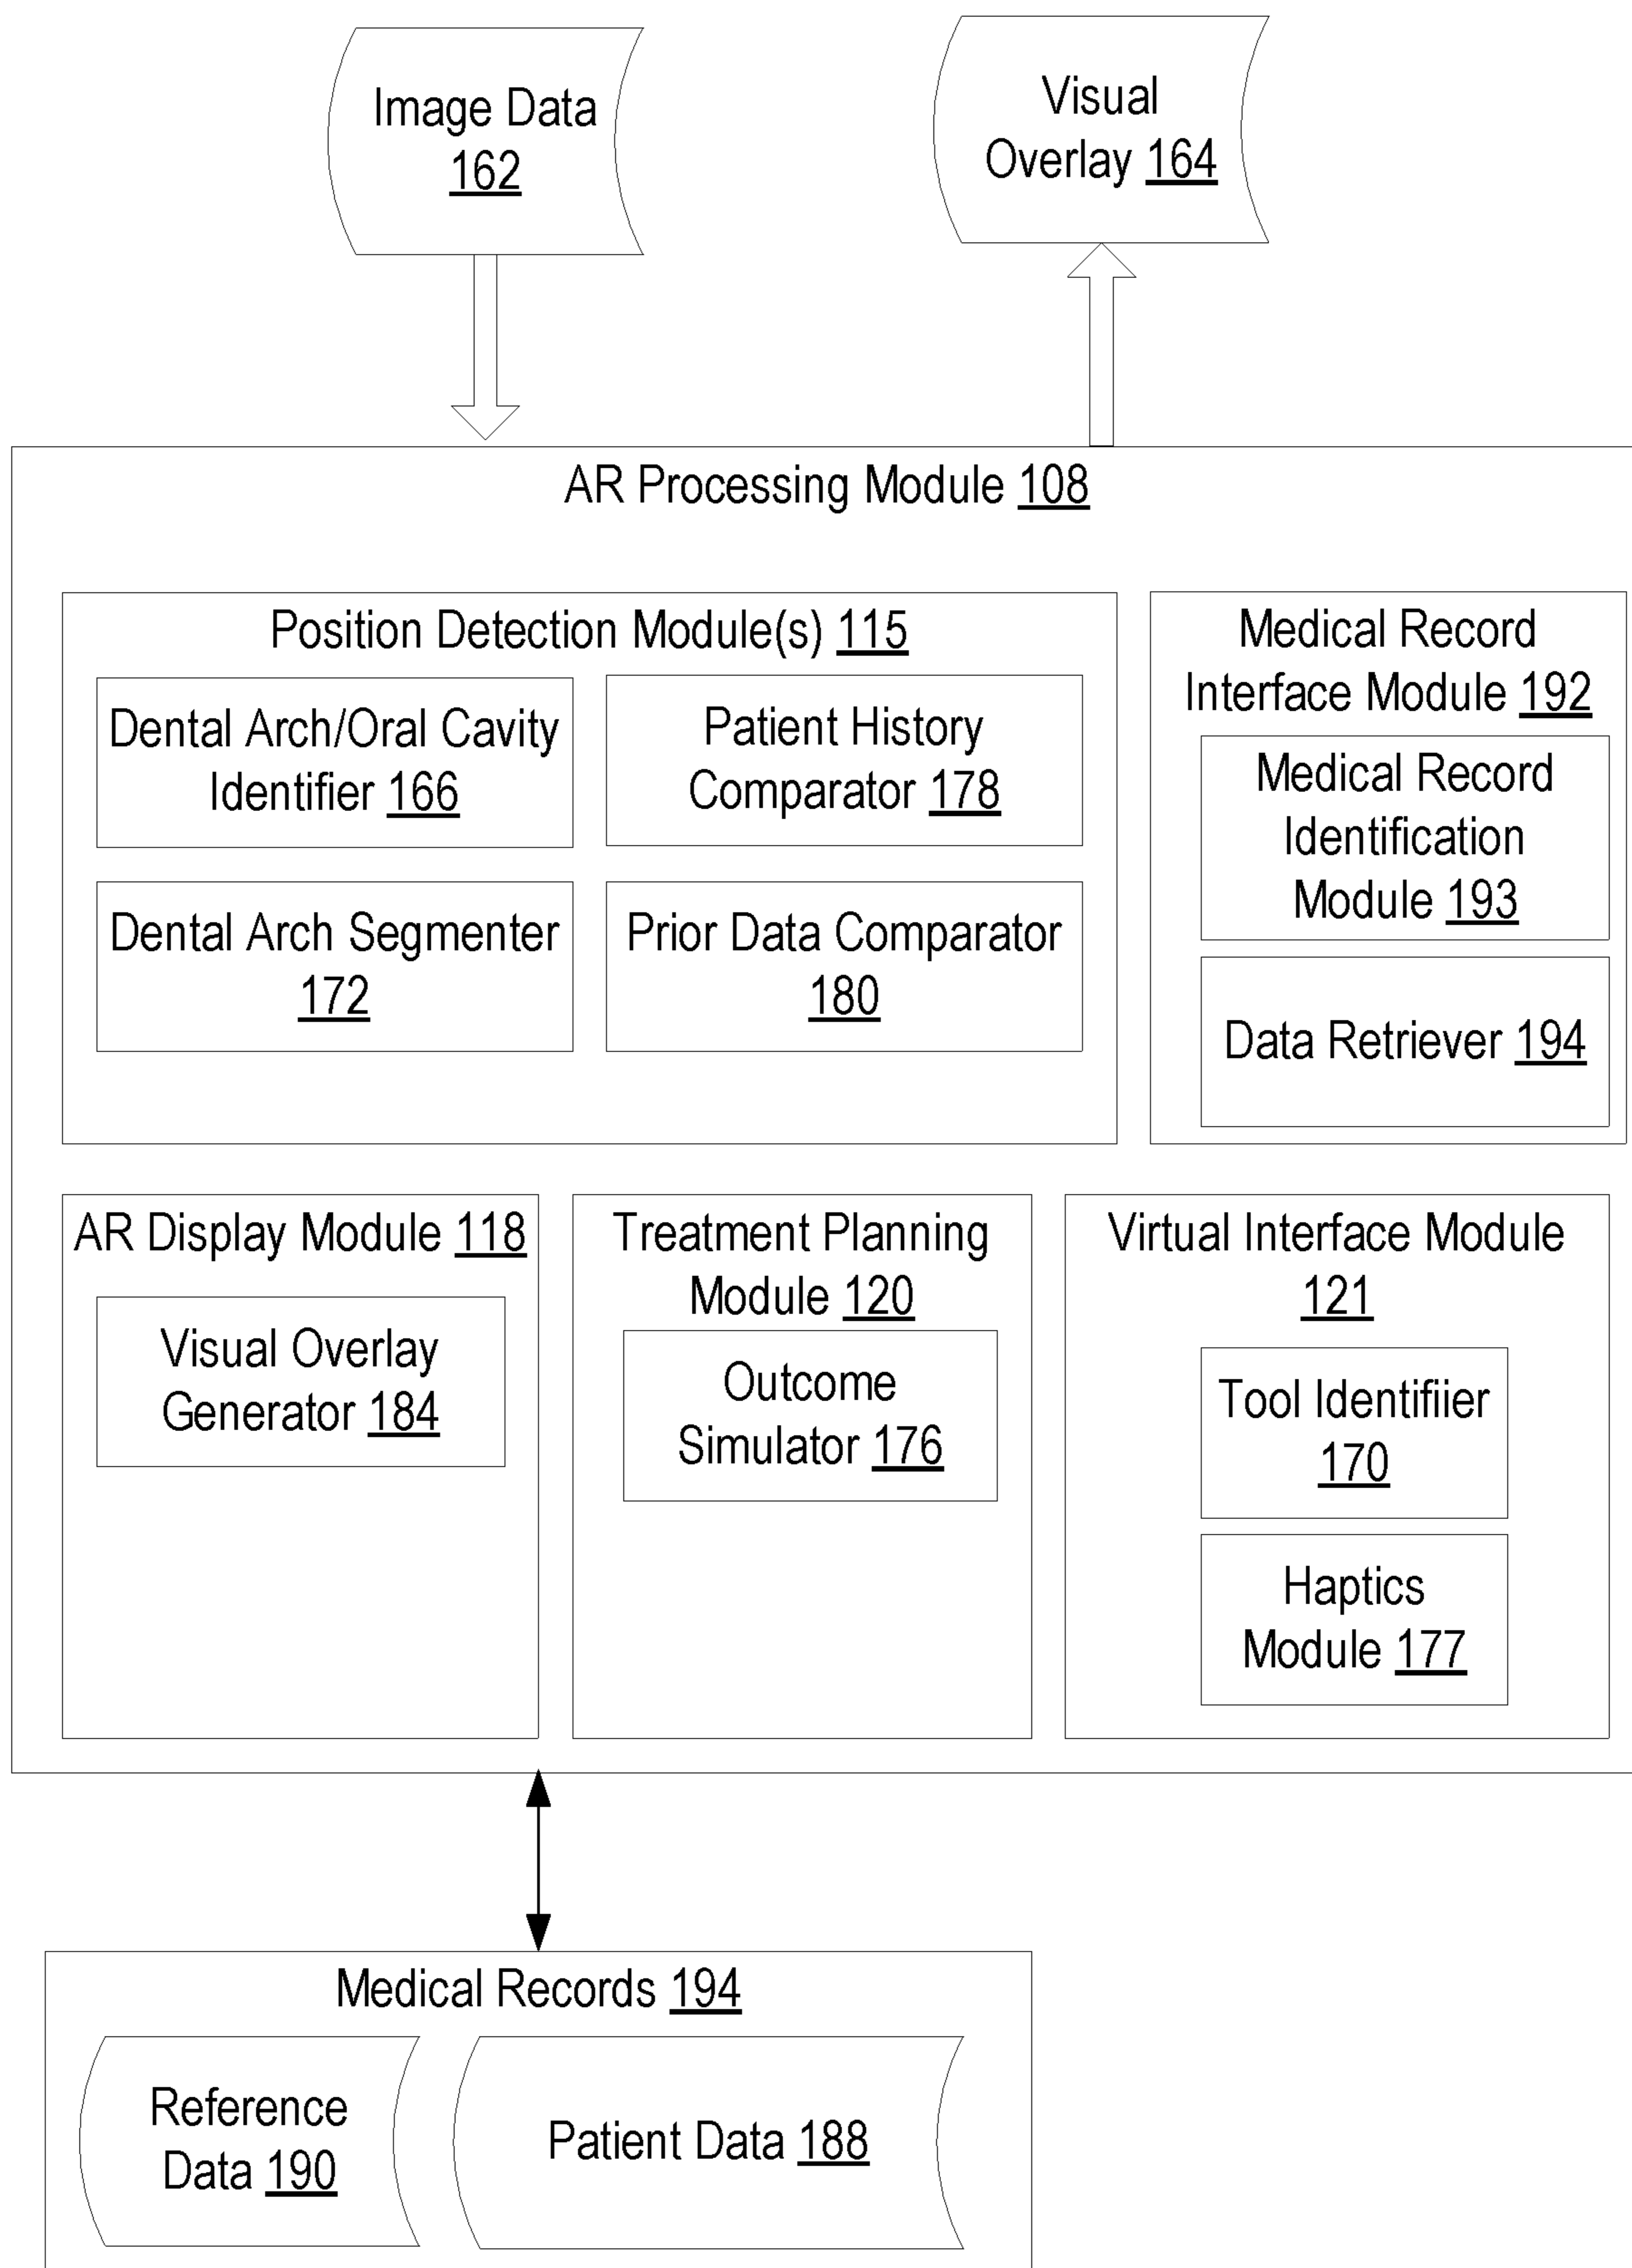 Image Data
162
Visual
Overlay 164
AR Processing Module 108
Position Detection Module(s) 115
Dental Arch/Oral Cavity
Identifier 166
Patient History
Comparator 178
Dental Arch Segmenter
172
Prior Data Comparator
180
Medical Record
Interface Module 192
Medical Record
Identification
Module 193
Data Retriever 194
AR Display Module 118
Visual Overlay
Generator 184
Treatment Planning
Module 120
Outcome
Simulator 176
Virtual Interface Module
121
Tool Identifiier
170
Haptics
Module 177
Medical Records 194
Reference
Data 190
Patient Data 188